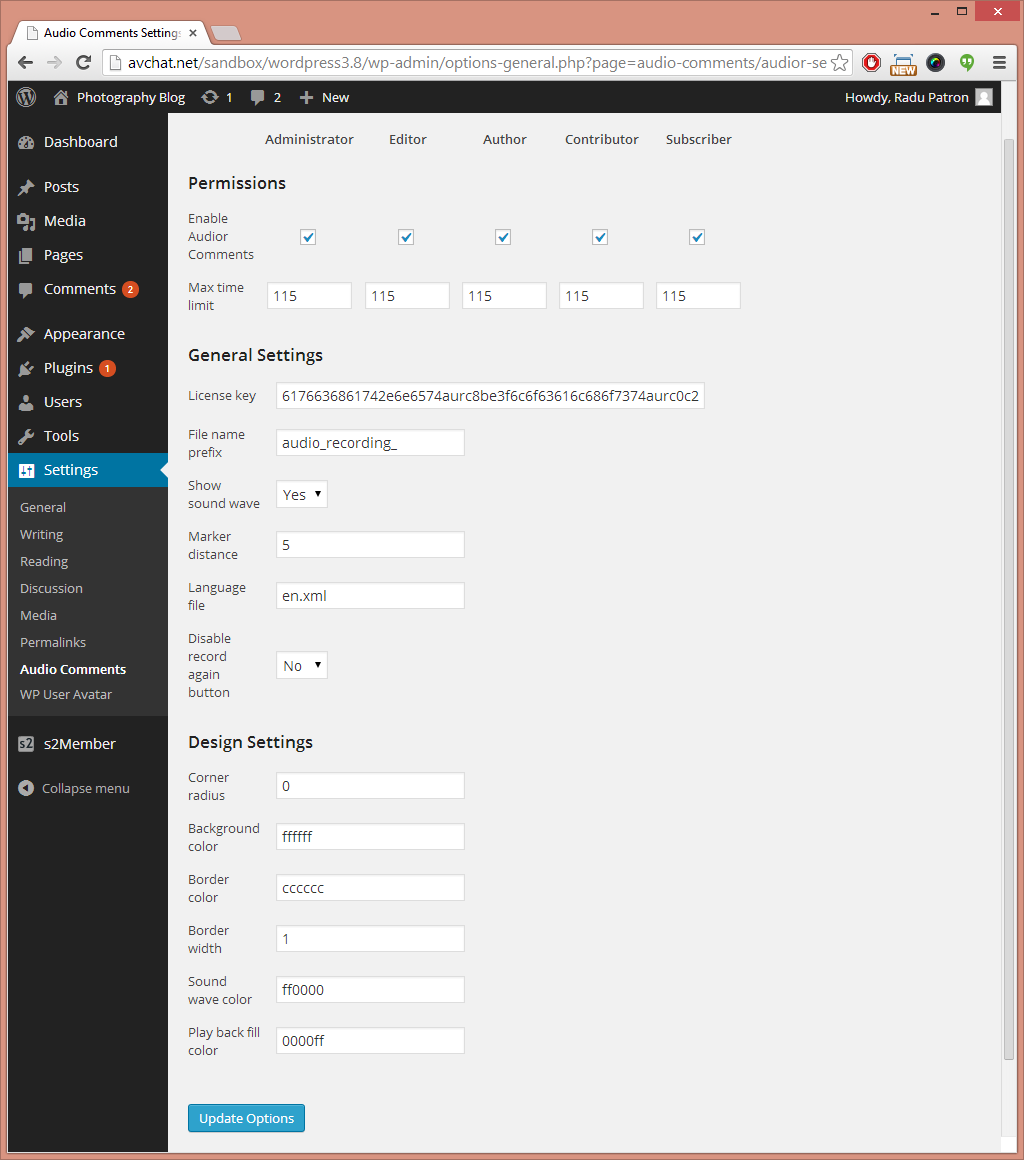 Audio Comments Settings
avchat.net/sandbox/wordpress3.8/wp-admin/options-general.php?page=audio-comments/audior-se
NEW
Photography Blog 1 2 New Howdy, Radu Patron
Dashboard
Posts
Media
Pages
Comments 2
Appearance
Plugins 1
Users
Tools
Settings
General
Writing
Reading
Discussion
Media
Permalinks
Audio Comments
WP User Avatar
s2 s2Member
Collapse menu
Administrator Editor Author Contributor Subscriber
Permissions
Enable
Audior
Comments
Max time
limit
115 115 115 115 115
General Settings
License key 6176636861742e6e6574aurc8be3f6c6f63616c686f7374aurc0c2
File name
prefix
audio_recording_
Show
sound wave
Yes
Marker
distance
5
Language
file
en.xml
Disable
record
again
button
No
Design Settings
Corner
radius
0
Background
color
ffffff
Border
color
cccccc
Border
width
1
Sound
wave color
ff0000
Play back fill
color
0000ff
Update Options